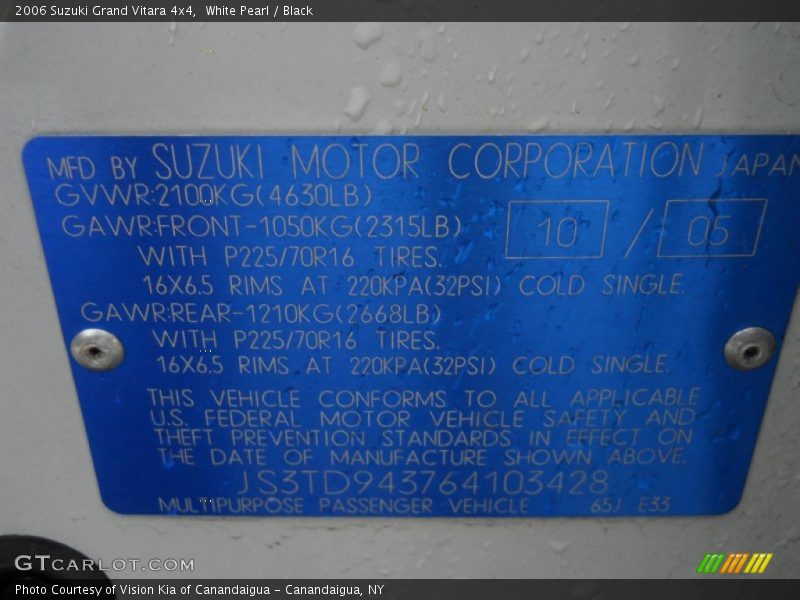 2006 Suzuki Grand Vitara 4x4,  White Pearl / Black
MFD BY SUZUKI MOTOR CORPORATION JAPAN
GVWR:2100KG(4630LB)
GAWR:FRONT-1050KG(2315LB) 10 / 05
WITH P225/70R16 TIRES.
16X6.5 RIMS AT 220KPA(32PSI) COLD SINGLE.
GAWR:REAR-1210KG(2668LB)
WITH P225/70R16 TIRES.
16X6.5 RIMS AT 220KPA(32PSI) COLD SINGLE.
THIS VEHICLE CONFORMS TO ALL APPLICABLE
U.S. FEDERAL MOTOR VEHICLE SAFETY AND
THEFT PREVENTION STANDARDS IN EFFECT ON
THE DATE OF MANUFACTURE SHOWN ABOVE.
JS3TD943764103428
MULTIPURPOSE PASSENGER VEHICLE 65J E33
GTCARLOT.COM
Photo Courtesy of Vision Kia of Canandaigua - Canandaigua, NY